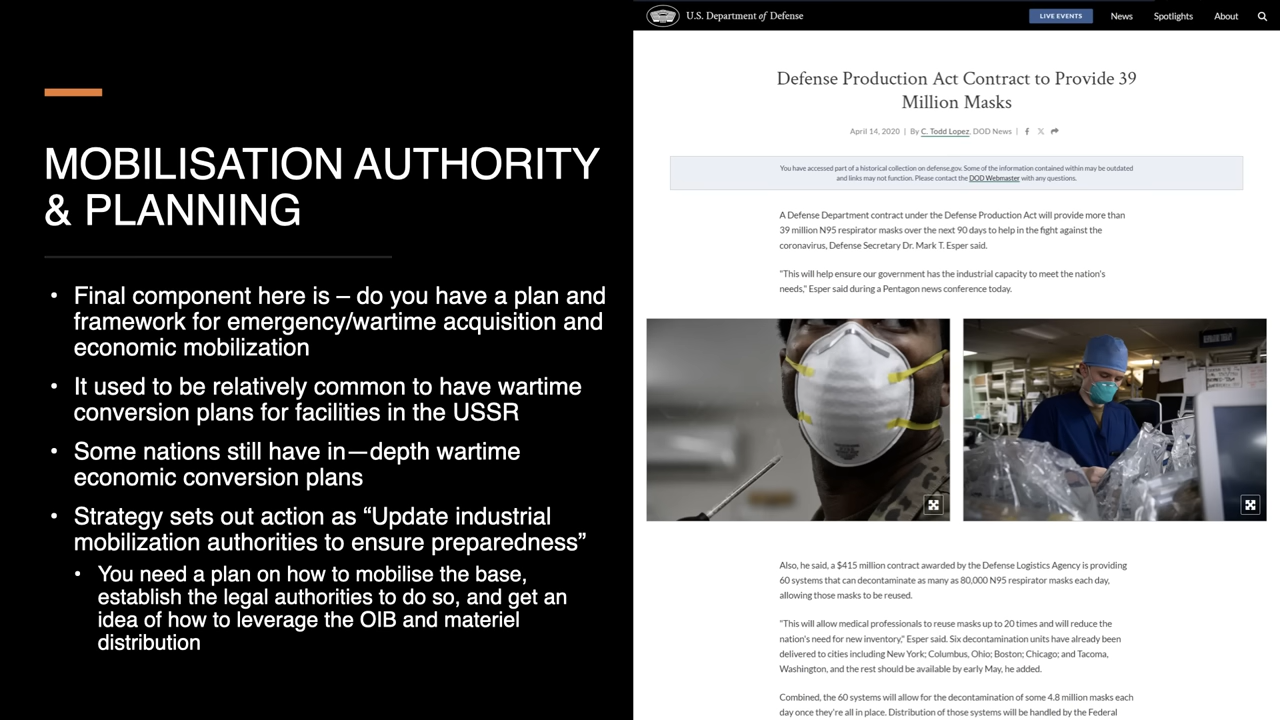 MOBILISATION AUTHORITY
& PLANNING
• Final component here is – do you have a plan and
framework for emergency/wartime acquisition and
economic mobilization
• It used to be relatively common to have wartime
conversion plans for facilities in the USSR
• Some nations still have in—depth wartime
economic conversion plans
• Strategy sets out action as “Update industrial
mobilization authorities to ensure preparedness”
• You need a plan on how to mobilise the base,
establish the legal authorities to do so, and get an
idea of how to leverage the OIB and materiel
distribution
U.S. Department of Defense
LIVE EVENTS News Spotlights About
Defense Production Act Contract to Provide 39
Million Masks
April 14, 2020 | By C. Todd Lopez, DOD News |
You have accessed part of a historical collection on defense.gov. Some of the information contained within may be outdated
and links may not function. Please contact the DOD Webmaster with any questions.
A Defense Department contract under the Defense Production Act will provide more than
39 million N95 respirator masks over the next 90 days to help in the fight against the
coronavirus, Defense Secretary Dr. Mark T. Esper said.
"This will help ensure our government has the industrial capacity to meet the nation's
needs," Esper said during a Pentagon news conference today.
Also, he said, a $415 million contract awarded by the Defense Logistics Agency is providing
60 systems that can decontaminate as many as 80,000 N95 respirator masks each day,
allowing those masks to be reused.
"This will allow medical professionals to reuse masks up to 20 times and will reduce the
nation's need for new inventory," Esper said. Six decontamination units have already been
delivered to cities including New York; Columbus, Ohio; Boston; Chicago; and Tacoma,
Washington, and the rest should be available by early May, he added.
Combined, the 60 systems will allow for the decontamination of some 4.8 million masks each
day once they're all in place. Distribution of those systems will be handled by the Federal